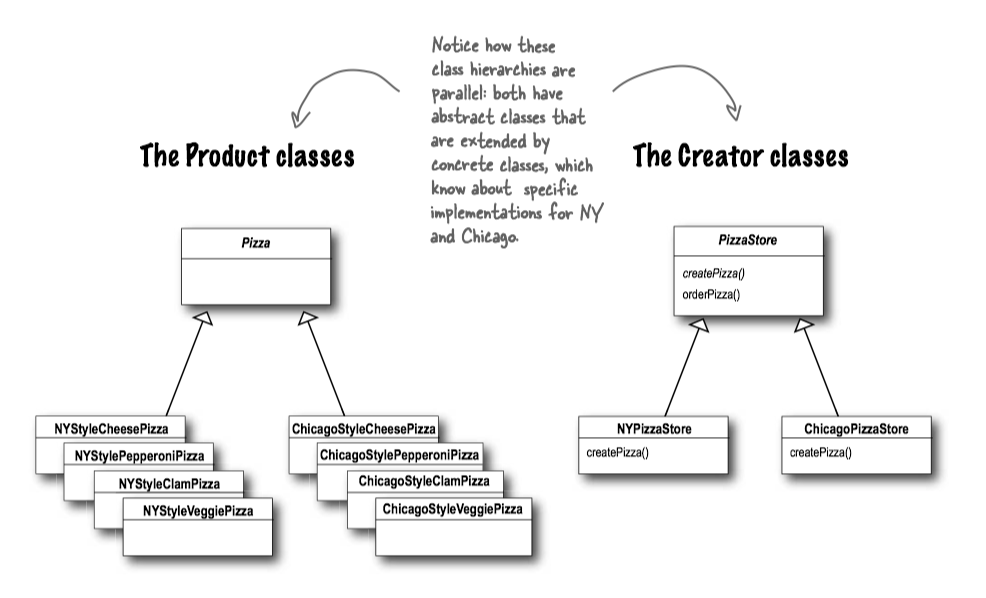 Notice how these
class hierarchies are
parallel: both have
abstract classes that
are extended by
concrete classes, which
know about specific
implementations for NY
and Chicago.
The Product classes
The Creator classes
Pizza
NYStyleCheesePizza
NYStylePepperoniPizza
NYStyleClamPizza
NYStyleVeggiePizza
ChicagoStyleCheesePizza
ChicagoStylePepperoniPizza
ChicagoStyleClamPizza
ChicagoStyleVeggiePizza
PizzaStore
createPizza()
orderPizza()
NYPizzaStore
createPizza()
ChicagoPizzaStore
createPizza()